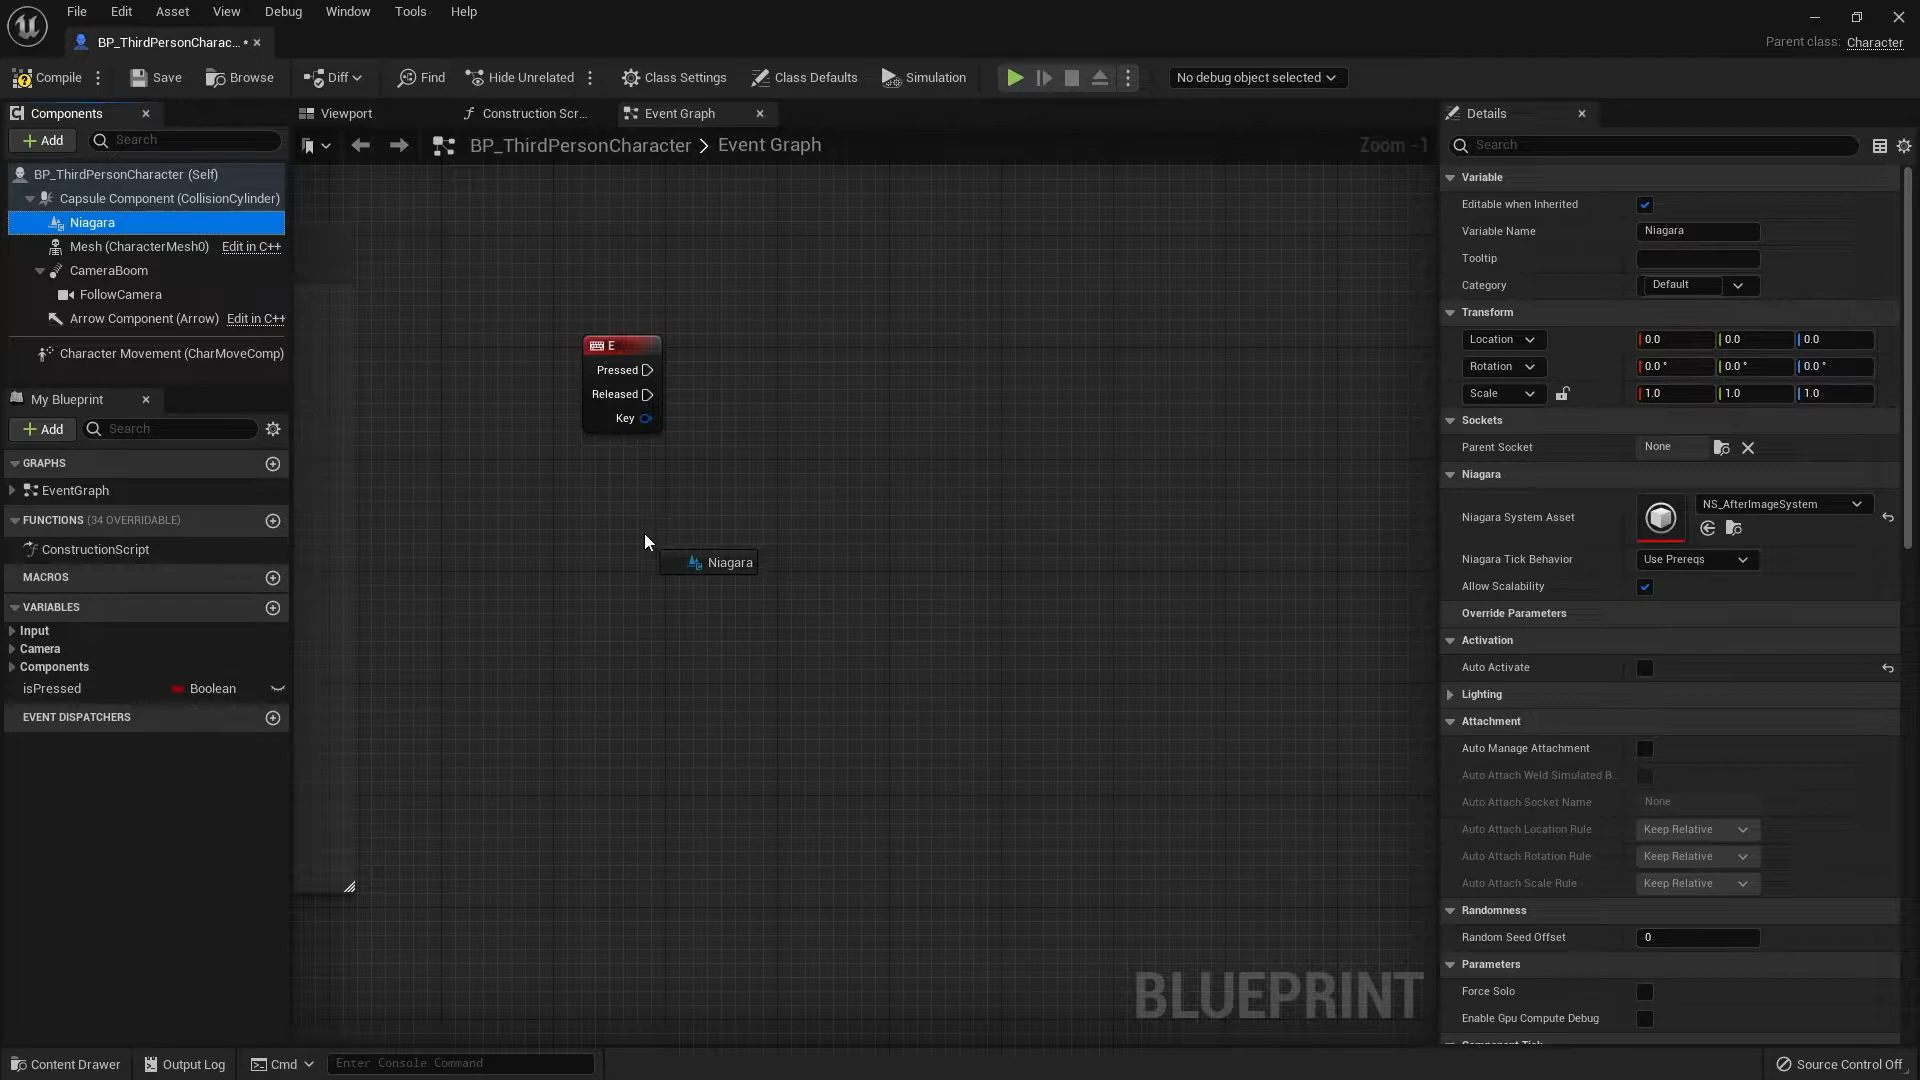 File Edit Asset View Debug Window Tools Help
BP_ThirdPersonCharac... •
Parent class: Character
Compile Save Browse Diff Find Hide Unrelated Class Settings Class Defaults Simulation No debug object selected
Components
Add Search
BP_ThirdPersonCharacter (Self)
Capsule Component (CollisionCylinder)
Niagara
Mesh (CharacterMesh0) Edit in C++
CameraBoom
FollowCamera
Arrow Component (Arrow) Edit in C++
Character Movement (CharMoveComp)
My Blueprint
Add Search
GRAPHS
EventGraph
FUNCTIONS (34 OVERRIDABLE)
ConstructionScript
MACROS
VARIABLES
Input
Camera
Components
isPressed Boolean
EVENT DISPATCHERS
Viewport Construction Scr... Event Graph
BP_ThirdPersonCharacter > Event Graph
Zoom -1
E
Pressed
Released
Key
Niagara
BLUEPRINT
Details
Search
Variable
Editable when Inherited
Variable Name Niagara
Tooltip
Category Default
Transform
Location 0.0 0.0 0.0
Rotation 0.0 ° 0.0 ° 0.0 °
Scale 1.0 1.0 1.0
Sockets
Parent Socket None
Niagara
Niagara System Asset NS_AfterImageSystem
Niagara Tick Behavior Use Prereqs
Allow Scalability
Override Parameters
Activation
Auto Activate
Lighting
Attachment
Auto Manage Attachment
Auto Attach Weld Simulated B...
Auto Attach Socket Name None
Auto Attach Location Rule Keep Relative
Auto Attach Rotation Rule Keep Relative
Auto Attach Scale Rule Keep Relative
Randomness
Random Seed Offset 0
Parameters
Force Solo
Enable Gpu Compute Debug
Component Tick
Content Drawer Output Log Cmd Enter Console Command Source Control Off